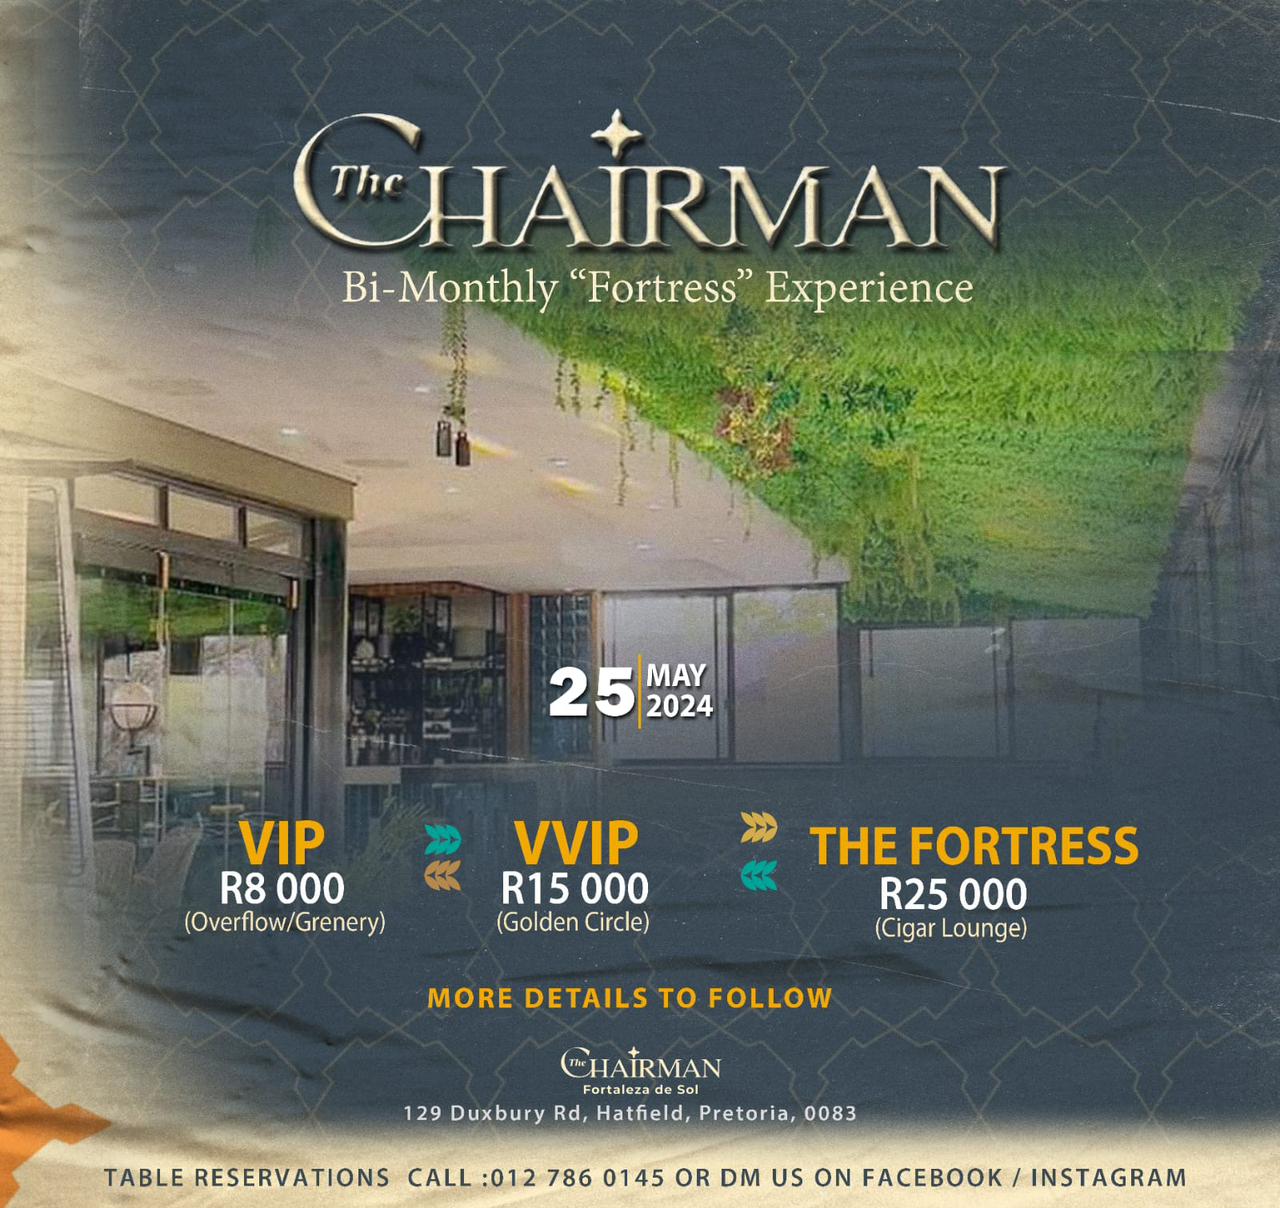 The CHAIRMAN
Bi-Monthly “Fortress” Experience
25 MAY 2024
VIP
R8 000
(Overflow/Grenery)
VVIP
R15 000
(Golden Circle)
THE FORTRESS
R25 000
(Cigar Lounge)
MORE DETAILS TO FOLLOW
The CHAIRMAN
Fortaleza de Sol
129 Duxbury Rd, Hatfield, Pretoria, 0083
TABLE RESERVATIONS CALL :012 786 0145 OR DM US ON FACEBOOK / INSTAGRAM